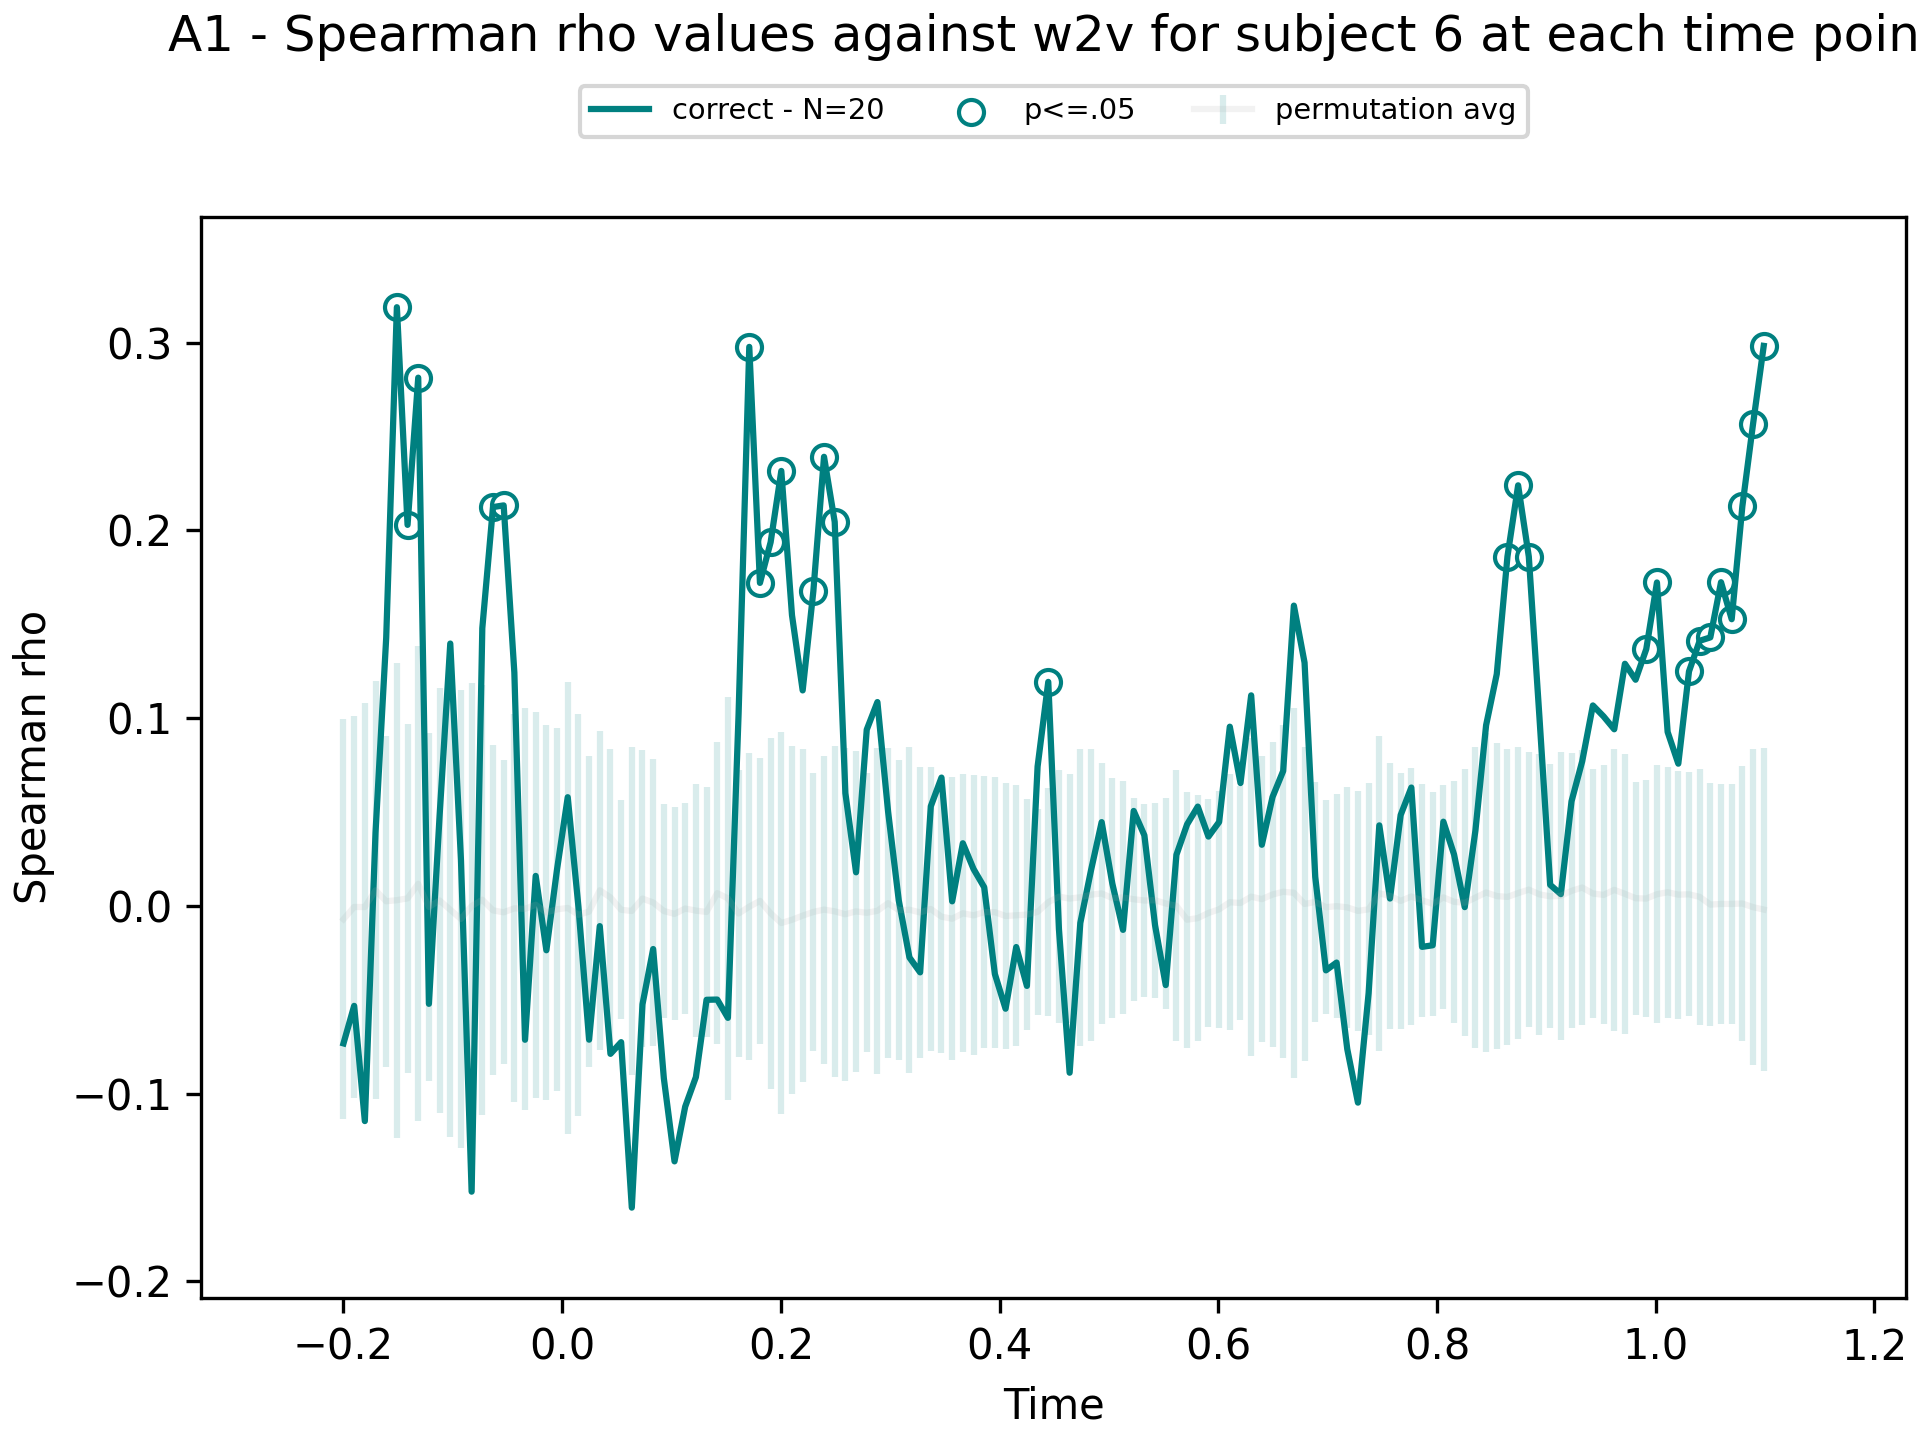 A1 - Spearman rho values against w2v for subject 6 at each time poin
correct - N=20 p<=.05 permutation avg
Spearman rho
0.3
0.2
0.1
0.0
−0.1
−0.2
−0.2 0.0 0.2 0.4 0.6 0.8 1.0 1.2
Time